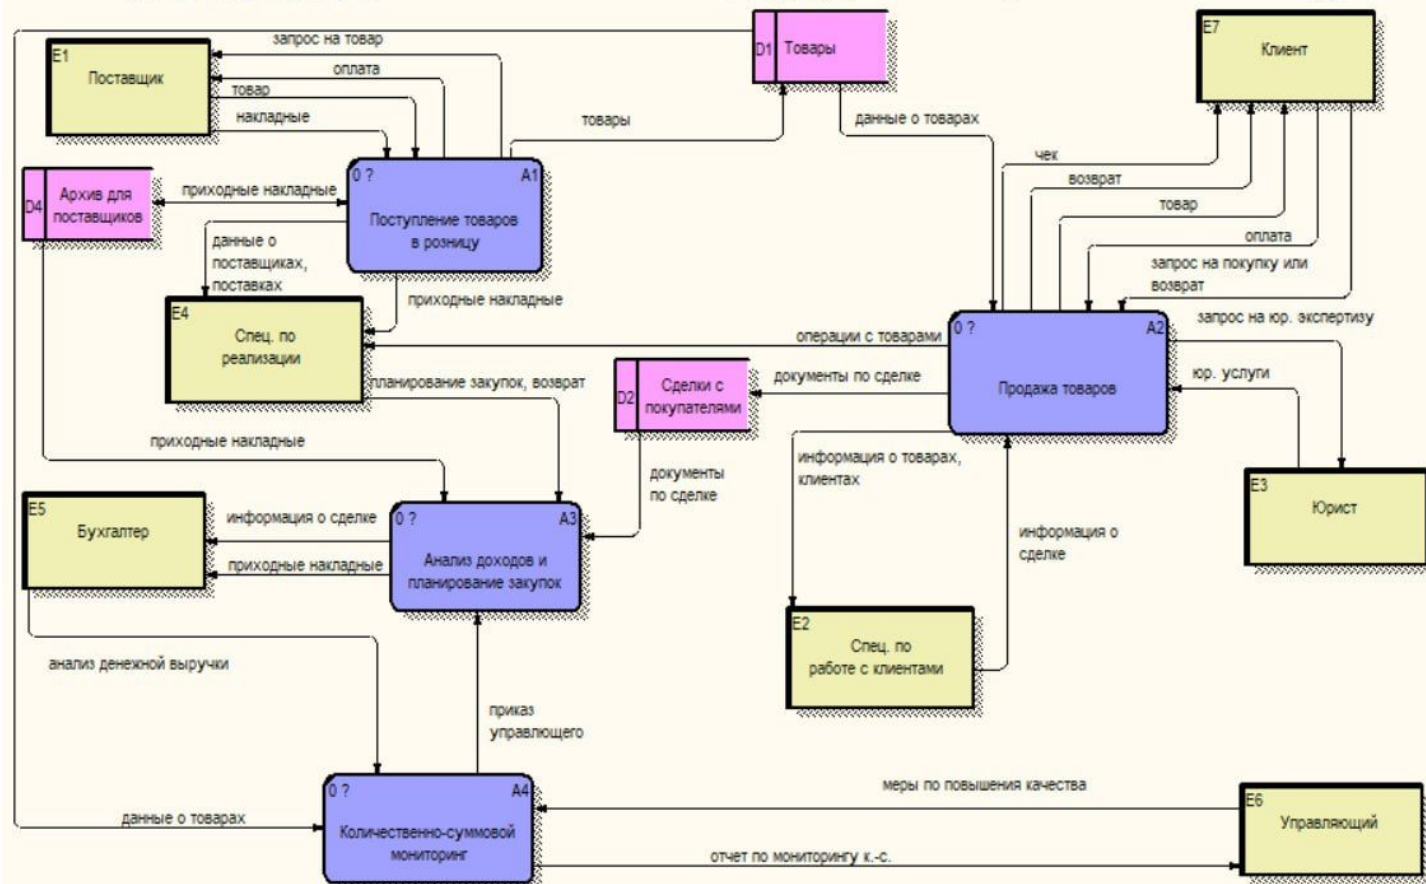 запрос на товар
E1
Поставщик
оплата
товар
накладные
D1
Товары
E7
Клиент
товары
данные о товарах
чек
возврат
товар
оплата
запрос на покупку или
возврат
D4
Архив для
поставщиков
приходные накладные
0 ?
A1
Поступление товаров
в розницу
данные о
поставщиках,
поставках
приходные накладные
E4
Спец. по
реализации
операции с товарами
0 ?
A2
Продажа товаров
запрос на юр. экспертизу
юр. услуги
планирование закупок, возврат
D2
Сделки с
покупателями
документы по сделке
приходные накладные
документы
по сделке
информация о товарах,
клиентах
E3
Юрист
E5
Бухгалтер
информация о сделке
приходные накладные
0 ?
A3
Анализ доходов и
планирование закупок
информация о
сделке
E2
Спец. по
работе с клиентами
анализ денежной выручки
приказ
управлющего
0 ?
A4
Количественно-суммовой
мониторинг
данные о товарах
меры по повышения качества
E6
Управляющий
отчет по мониторингу к.-с.